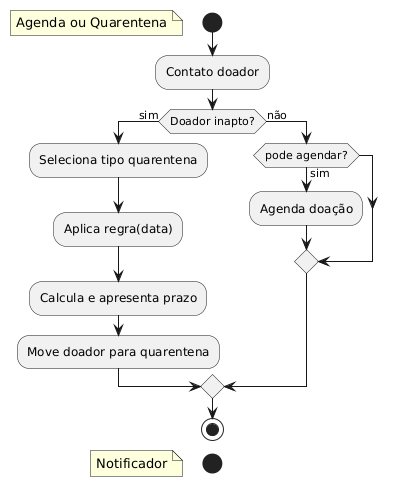 Agenda ou Quarentena
Contato doador
Doador inapto?
sim
não
Seleciona tipo quarentena
pode agendar?
sim
Aplica regra(data)
Agenda doação
Calcula e apresenta prazo
Move doador para quarentena
Notificador